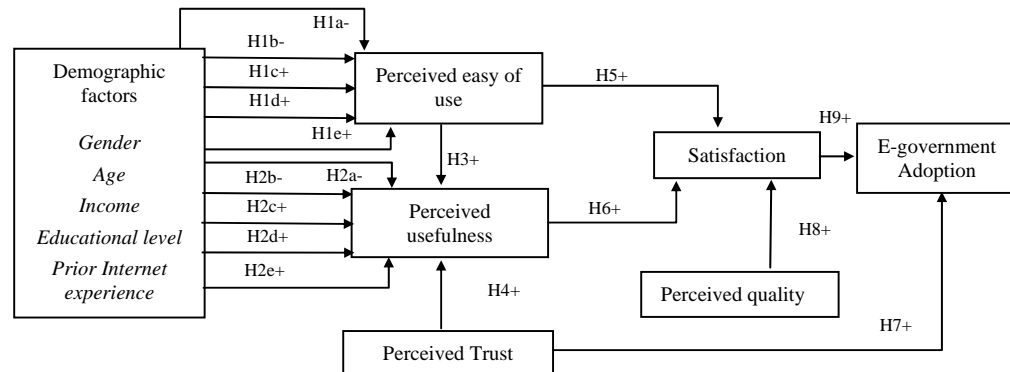 H1a-
H1b-
H1c+
H1d+
H1e+
Demographic
factors
Gender
Age
Income
Educational level
Prior Internet
experience
H2a-
H2b-
H2c+
H2d+
H2e+
Perceived easy of
use
H3+
Perceived
usefulness
H4+
Perceived Trust
H5+
H6+
Satisfaction
H8+
Perceived quality
H9+
E-government
Adoption
H7+